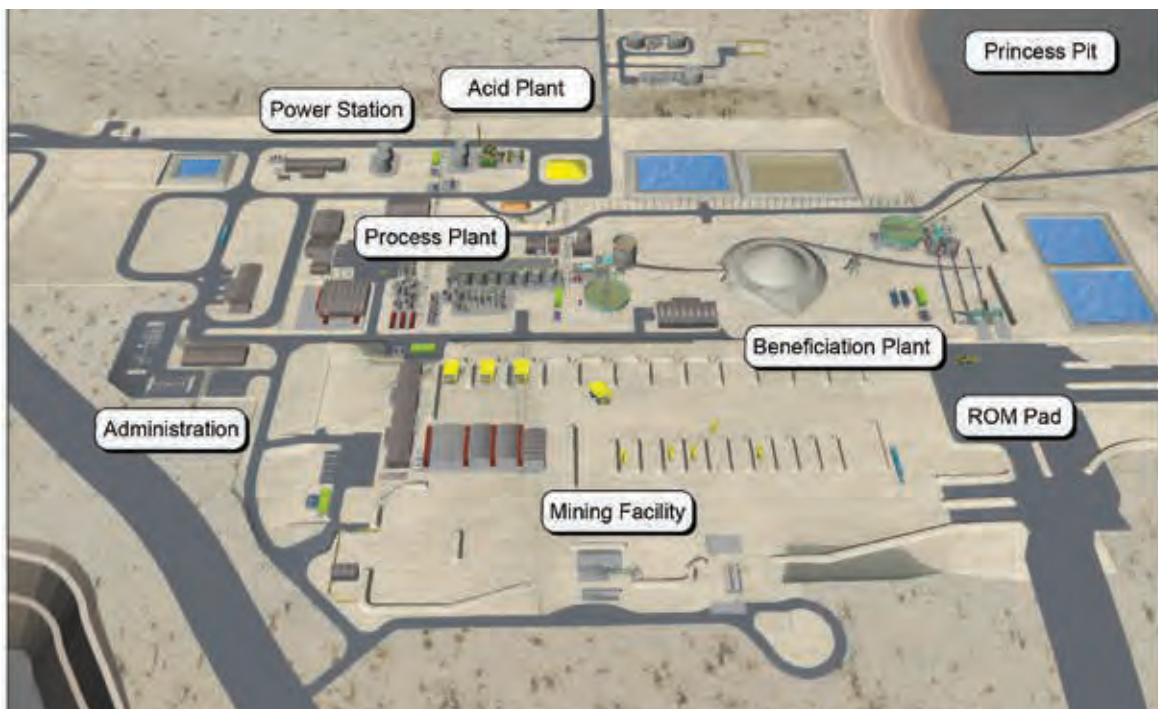 Princess Pit
Acid Plant
Power Station
Process Plant
Beneficiation Plant
Administration
ROM Pad
Mining Facility